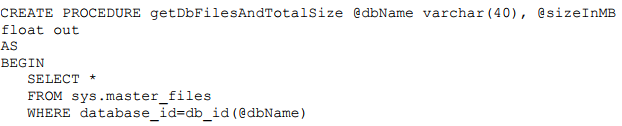 CREATE PROCEDURE getDbFilesAndTotalSize @dbName varchar(40), @sizeInMB
float out
AS
BEGIN
   SELECT *
   FROM sys.master_files
   WHERE database_id=db_id(@dbName)